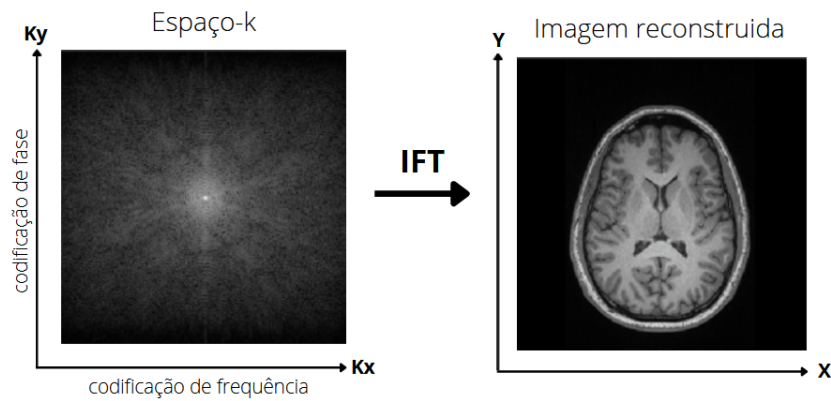 Espaço-k
Ky
codificação de fase
Kx
codificação de frequência
IFT
Imagem reconstruida
Y
X